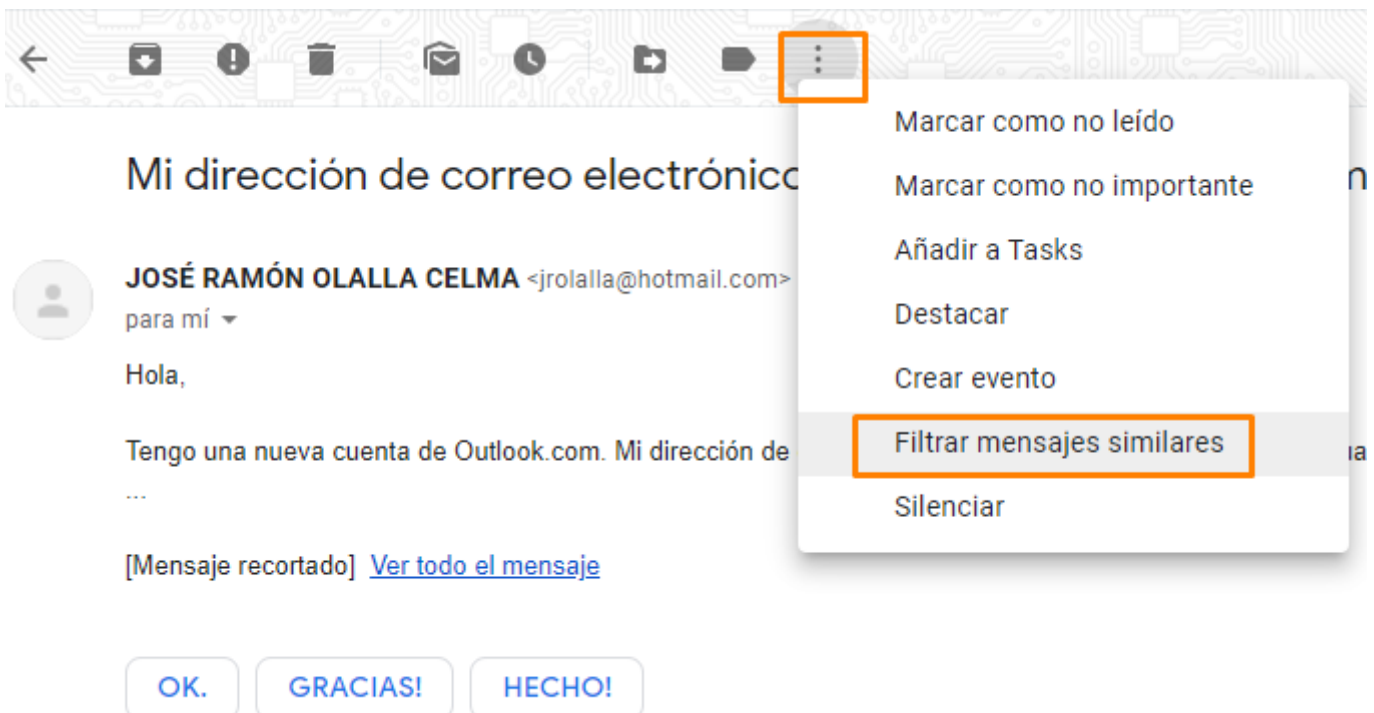 Marcar como no leído
Mi dirección de correo electrónico
Marcar como no importante
Añadir a Tasks
JOSÉ RAMÓN OLALLA CELMA <jrolalla@hotmail.com>
para mí
Destacar
Hola,
Crear evento
Tengo una nueva cuenta de Outlook.com. Mi dirección de
Filtrar mensajes similares
...
Silenciar
[Mensaje recortado] Ver todo el mensaje
OK.
GRACIAS!
HECHO!